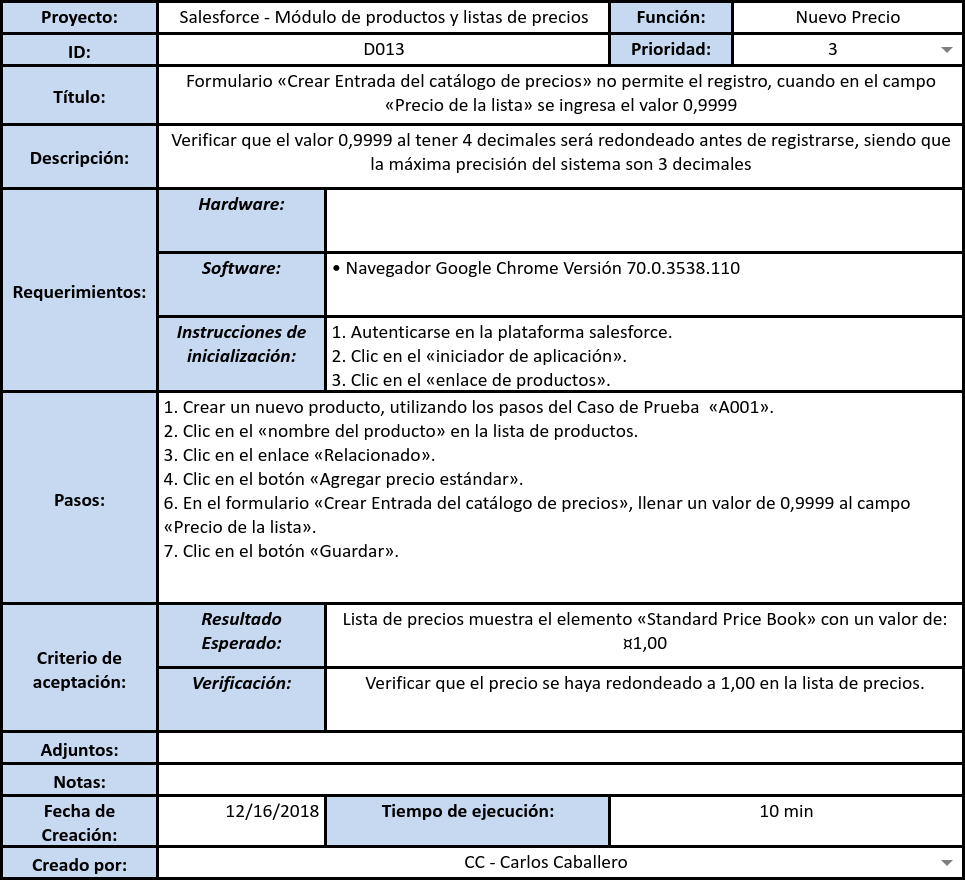 Proyecto: Salesforce - Módulo de productos y listas de precios Función: Nuevo Precio
ID: D013 Prioridad: 3
Título: Formulario «Crear Entrada del catálogo de precios» no permite el registro, cuando en el campo
«Precio de la lista» se ingresa el valor 0,9999
Descripción: Verificar que el valor 0,9999 al tener 4 decimales será redondeado antes de registrarse, siendo que
la máxima precisión del sistema son 3 decimales
Requerimientos:
Hardware:
Software: • Navegador Google Chrome Versión 70.0.3538.110
Instrucciones de
inicialización:
1. Autenticarse en la plataforma salesforce.
2. Clic en el «iniciador de aplicación».
3. Clic en el «enlace de productos».
Pasos:
1. Crear un nuevo producto, utilizando los pasos del Caso de Prueba «A001».
2. Clic en el «nombre del producto» en la lista de productos.
3. Clic en el enlace «Relacionado».
4. Clic en el botón «Agregar precio estándar».
6. En el formulario «Crear Entrada del catálogo de precios», llenar un valor de 0,9999 al campo
«Precio de la lista».
7. Clic en el botón «Guardar».
Criterio de
aceptación:
Resultado
Esperado:
Lista de precios muestra el elemento «Standard Price Book» con un valor de:
¤1,00
Verificación: Verificar que el precio se haya redondeado a 1,00 en la lista de precios.
Adjuntos:
Notas:
Fecha de
Creación:
12/16/2018 Tiempo de ejecución: 10 min
Creado por: CC - Carlos Caballero